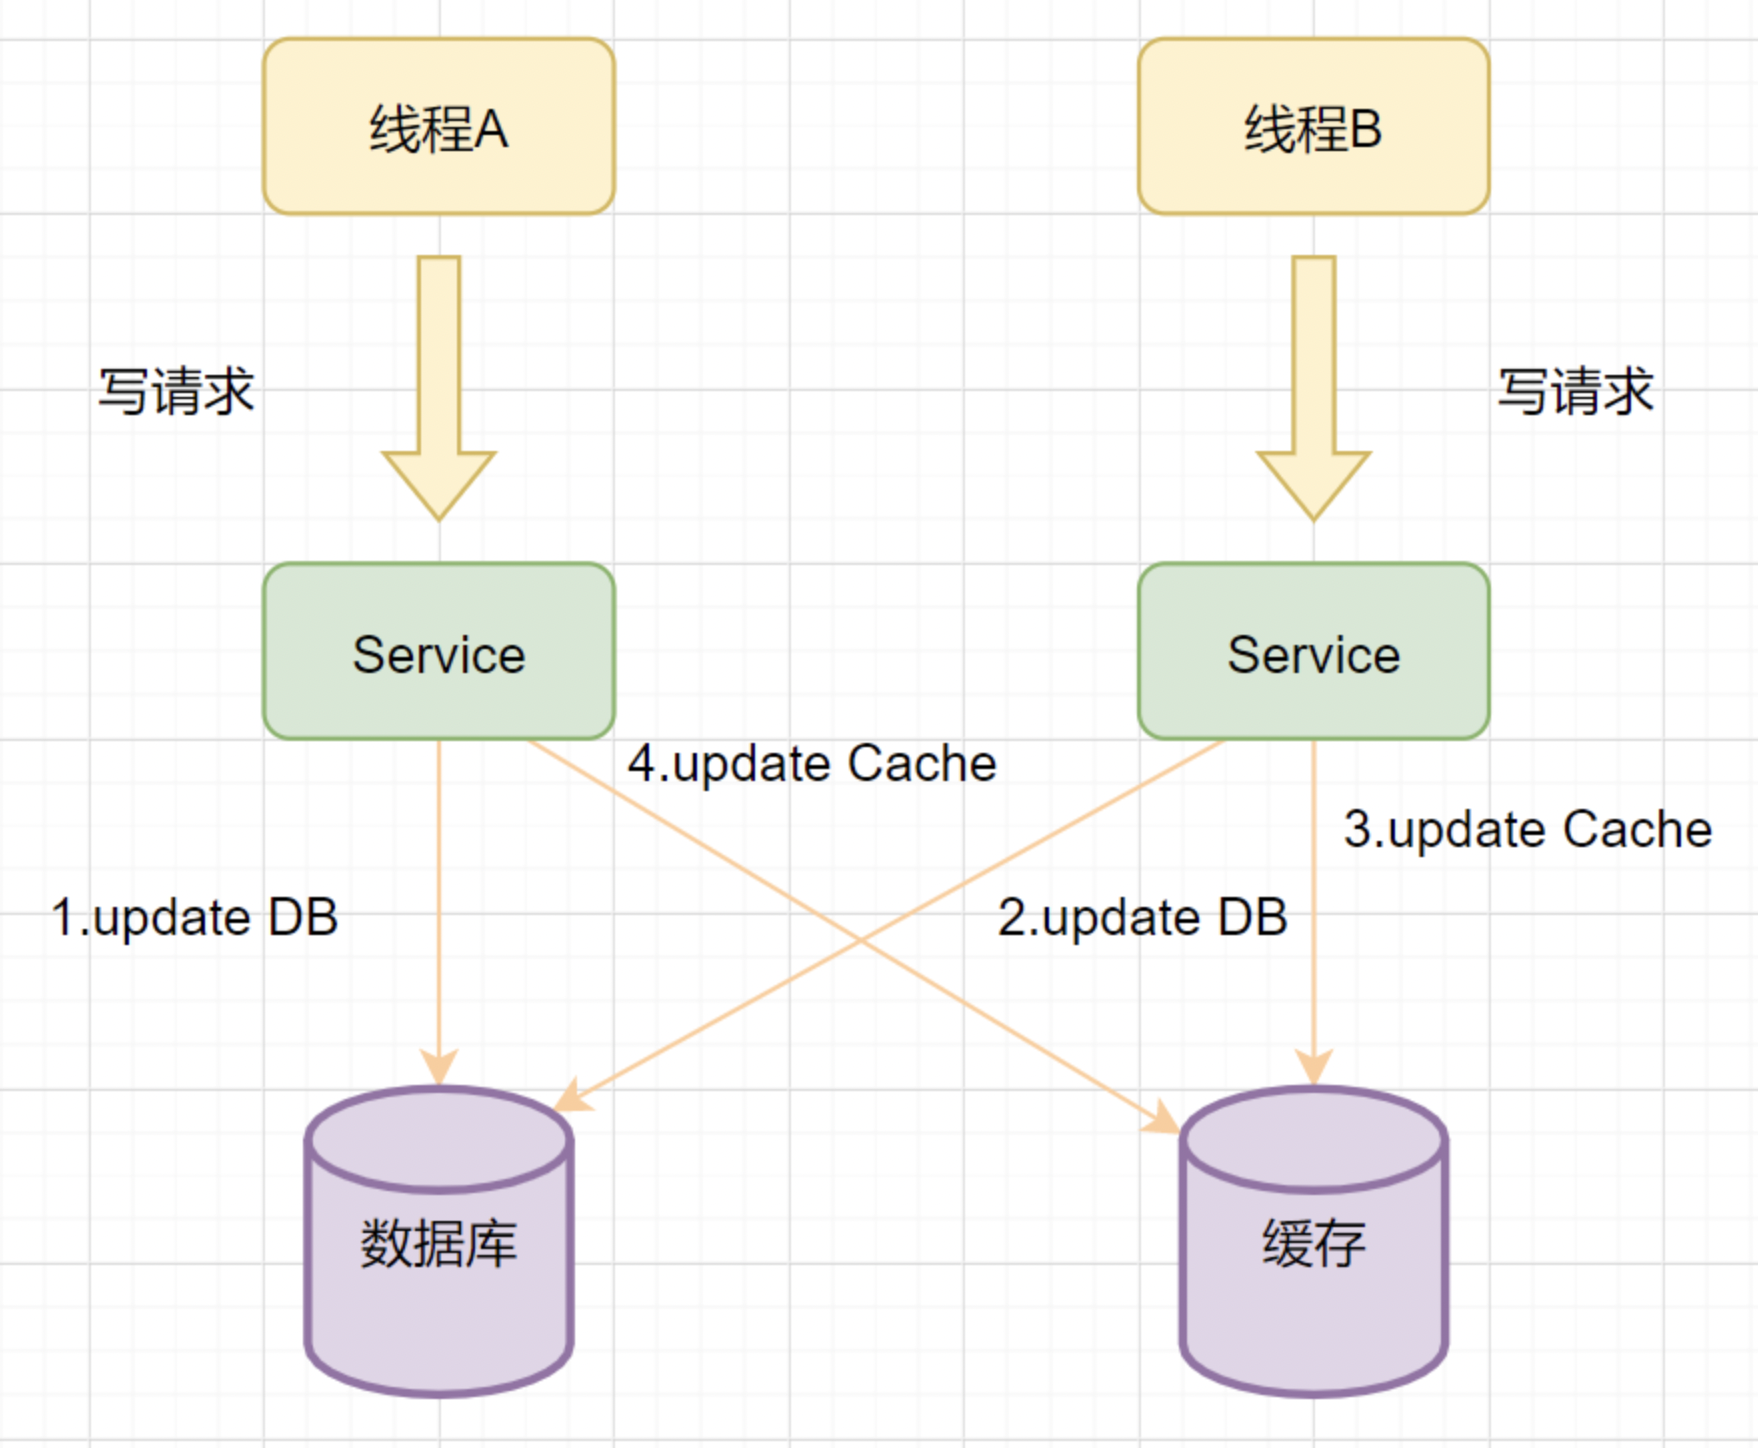 线程A
线程B
写请求
写请求
Service
Service
4.update Cache
3.update Cache
1.update DB
2.update DB
数据库
缓存